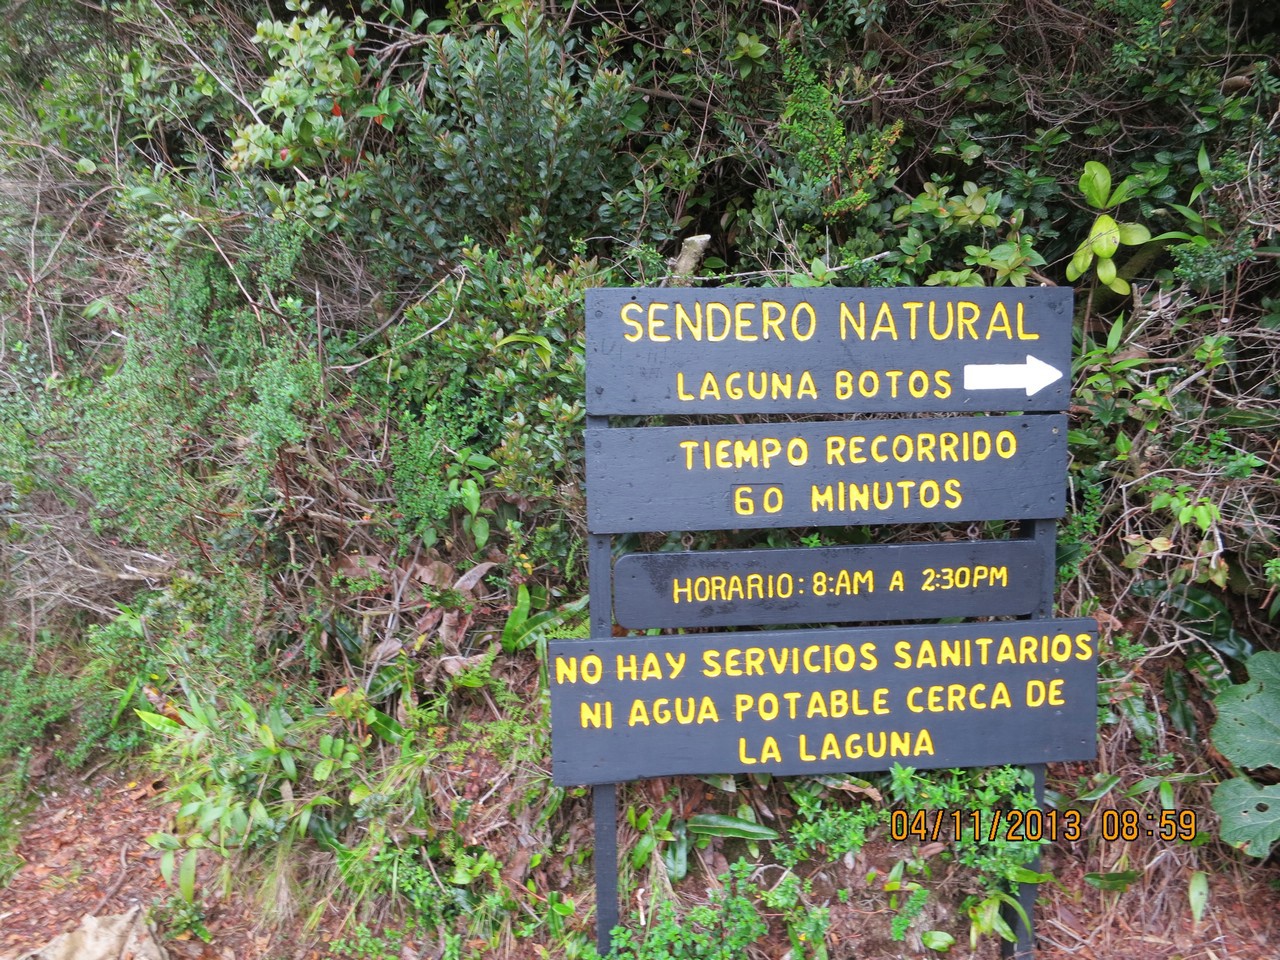 SENDERO NATURAL
LAGUNA BOTOS
TIEMPO RECORRIDO
60 MINUTOS
HORARIO: 8:AM A 2:30PM
NO HAY SERVICIOS SANITARIOS
NI AGUA POTABLE CERCA DE
LA LAGUNA
04/11/2013 08:59